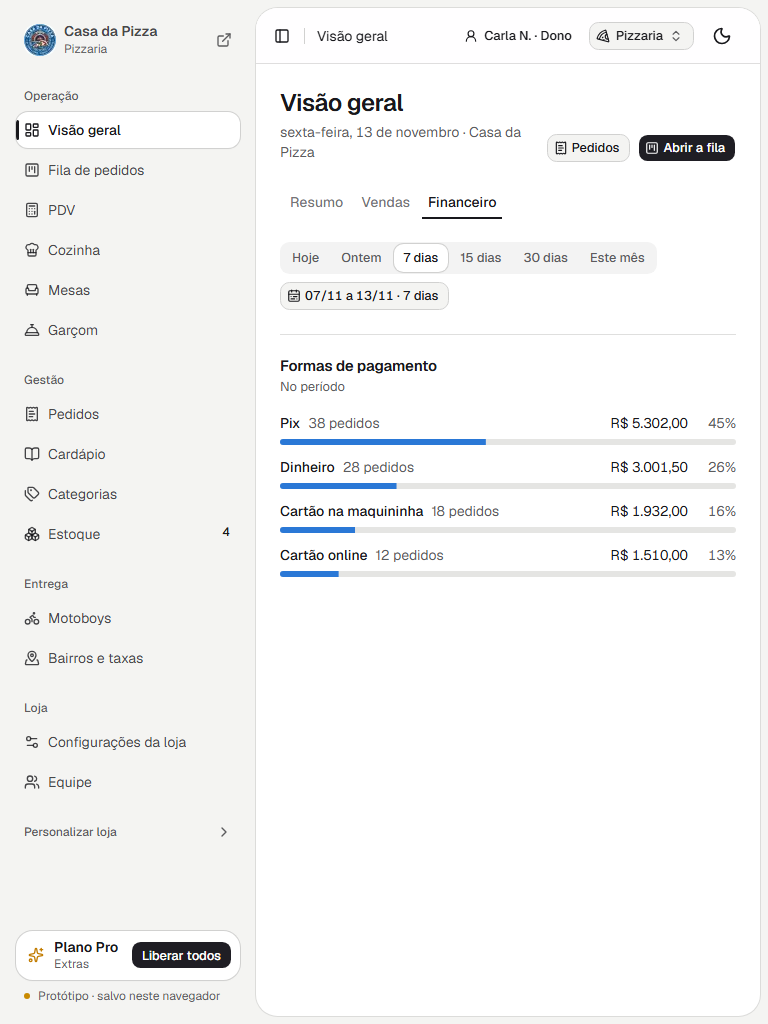 Casa da Pizza
Pizzaria
Operação
Visão geral
Fila de pedidos
PDV
Cozinha
Mesas
Garçom
Gestão
Pedidos
Cardápio
Categorias
Estoque 4
Entrega
Motoboys
Bairros e taxas
Loja
Configurações da loja
Equipe
Personalizar loja
Plano Pro
Extras
Liberar todos
Protótipo · salvo neste navegador
Visão geral
Carla N. · Dono
Pizzaria
Visão geral
sexta-feira, 13 de novembro · Casa da
Pizza
Pedidos
Abrir a fila
Resumo Vendas Financeiro
Hoje Ontem 7 dias 15 dias 30 dias Este mês
07/11 a 13/11 · 7 dias
Formas de pagamento
No período
Pix 38 pedidos R$ 5.302,00 45%
Dinheiro 28 pedidos R$ 3.001,50 26%
Cartão na maquininha 18 pedidos R$ 1.932,00 16%
Cartão online 12 pedidos R$ 1.510,00 13%